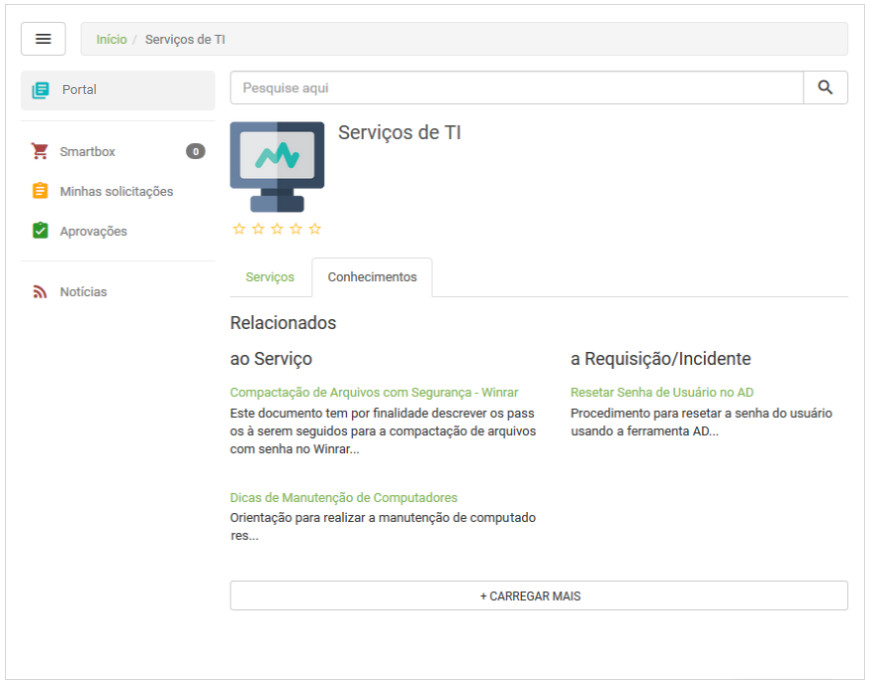 Início / Serviços de TI
Portal
Pesquise aqui
Smartbox 0
Minhas solicitações
Aprovações
Notícias
Serviços de TI
Serviços
Conhecimentos
Relacionados
ao Serviço
Compactação de Arquivos com Segurança - Winrar
Este documento tem por finalidade descrever os pass
os à serem seguidos para a compactação de arquivos
com senha no Winrar...
Dicas de Manutenção de Computadores
Orientação para realizar a manutenção de computado
res...
a Requisição/Incidente
Resetar Senha de Usuário no AD
Procedimento para resetar a senha do usuário
usando a ferramenta AD...
+ CARREGAR MAIS